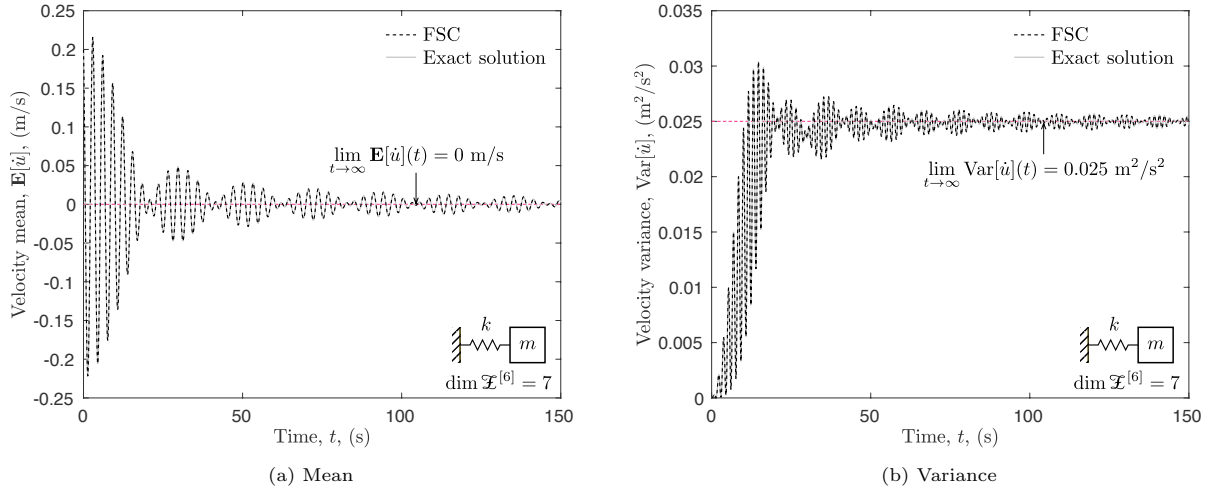 FSC
Exact solution
0.25
0.2
0.15
0.1
0.05
0
-0.05
-0.1
-0.15
-0.2
-0.25
Velocity mean, E[u̇], (m/s)
lim E[u̇](t) = 0 m/s
t→∞
k
m
dim 𝒵^[6] = 7
0 50 100 150
Time, t, (s)
(a) Mean
FSC
Exact solution
0.035
0.03
0.025
0.02
0.015
0.01
0.005
0
Velocity variance, Var[u̇], (m²/s²)
lim Var[u̇](t) = 0.025 m²/s²
t→∞
k
m
dim 𝒵^[6] = 7
0 50 100 150
Time, t, (s)
(b) Variance